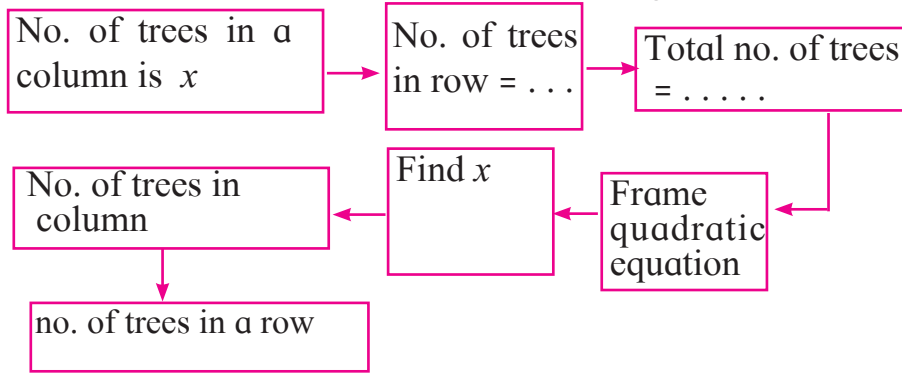 No. of trees in a
column is x
No. of trees
in row = . . .
Total no. of trees
= . . . . .
Frame
quadratic
equation
Find x
No. of trees in
column
no. of trees in a row